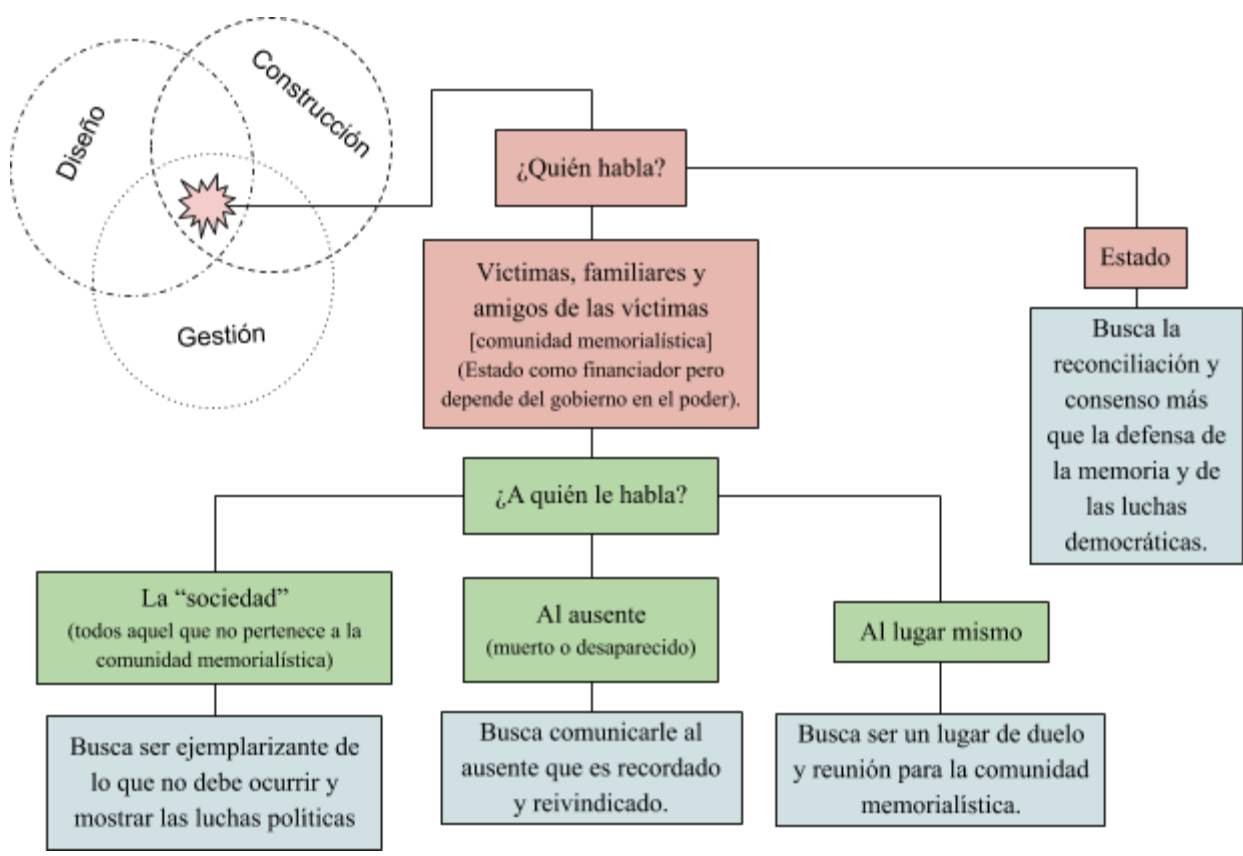 Diseño
Construcción
Gestión
¿Quién habla?
Víctimas, familiares y
amigos de las víctimas
[comunidad memorialística]
(Estado como financiador pero
depende del gobierno en el poder).
Estado
Busca la
reconciliación y
consenso más
que la defensa de
la memoria y de
las luchas
democráticas.
¿A quién le habla?
La “sociedad”
(todos aquel que no pertenece a la
comunidad memorialística)
Al ausente
(muerto o desaparecido)
Al lugar mismo
Busca ser ejemplarizante de
lo que no debe ocurrir y
mostrar las luchas políticas
Busca comunicarle al
ausente que es recordado
y reivindicado.
Busca ser un lugar de duelo
y reunión para la comunidad
memorialística.